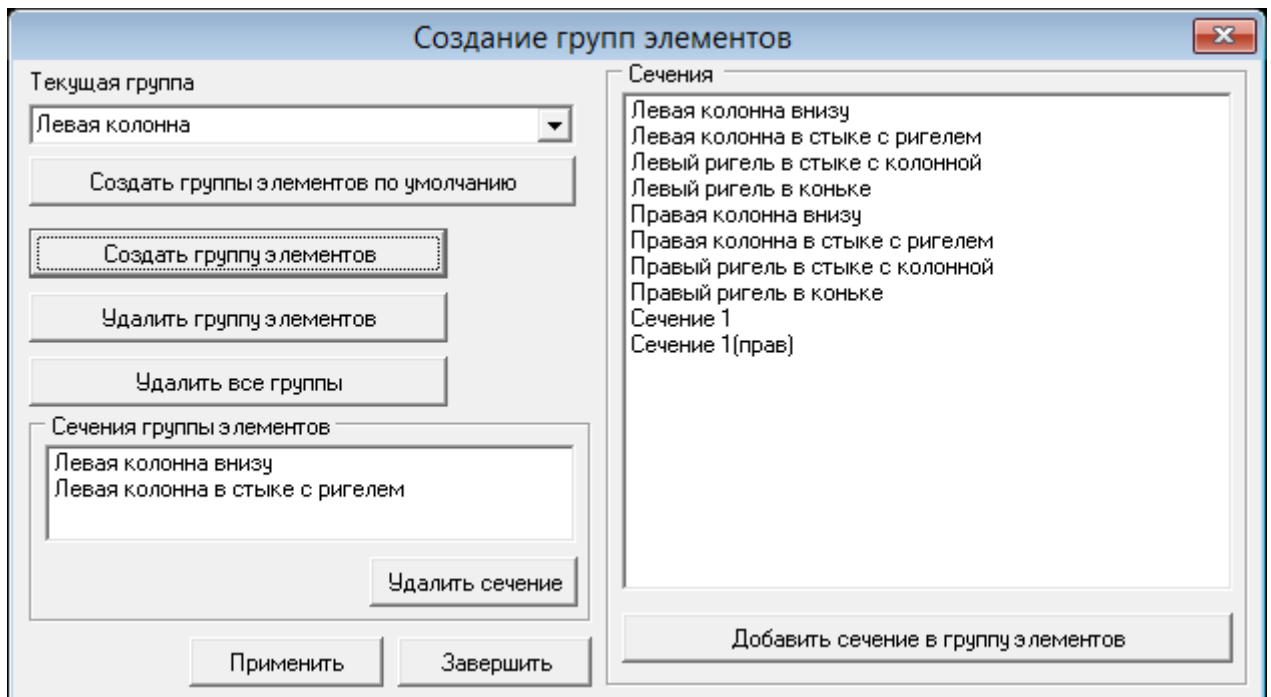 Создание групп элементов
Текущая группа
Левая колонна
Создать группы элементов по умолчанию
Создать группу элементов
Удалить группу элементов
Удалить все группы
Сечения группы элементов
Левая колонна внизу
Левая колонна в стыке с ригелем
Удалить сечение
Применить
Завершить
Сечения
Левая колонна внизу
Левая колонна в стыке с ригелем
Левый ригель в стыке с колонной
Левый ригель в коньке
Правая колонна внизу
Правая колонна в стыке с ригелем
Правый ригель в стыке с колонной
Правый ригель в коньке
Сечение 1
Сечение 1(прав)
Добавить сечение в группу элементов